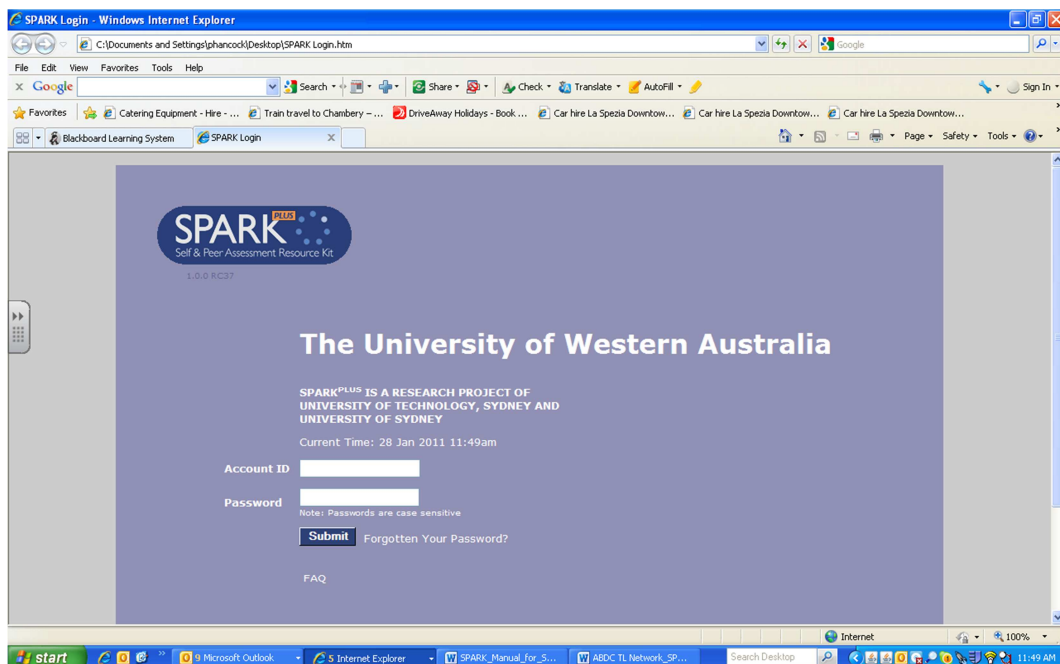 SPARK Login - Windows Internet Explorer
C:\Documents and Settings\phancock\Desktop\SPARK Login.htm
Google
File Edit View Favorites Tools Help
x Google Search Share Check Translate AutoFill Sign In
Favorites Catering Equipment - Hire - ... Train travel to Chambery – ... DriveAway Holidays - Book ... Car hire La Spezia Downtow... Car hire La Spezia Downtow... Car hire La Spezia Downtow...
Blackboard Learning System SPARK Login X Page Safety Tools
SPARK PLUS
Self & Peer Assessment Resource Kit
1.0.0 RC37
The University of Western Australia
SPARKPLUS IS A RESEARCH PROJECT OF
UNIVERSITY OF TECHNOLOGY, SYDNEY AND
UNIVERSITY OF SYDNEY
Current Time: 28 Jan 2011 11:49am
Account ID
Password
Note: Passwords are case sensitive
Submit Forgotten Your Password?
FAQ
Internet 100%
start 9 Microsoft Outlook 5 Internet Explorer SPARK_Manual_for_S... ABDC TL Network_SP... Search Desktop 11:49 AM